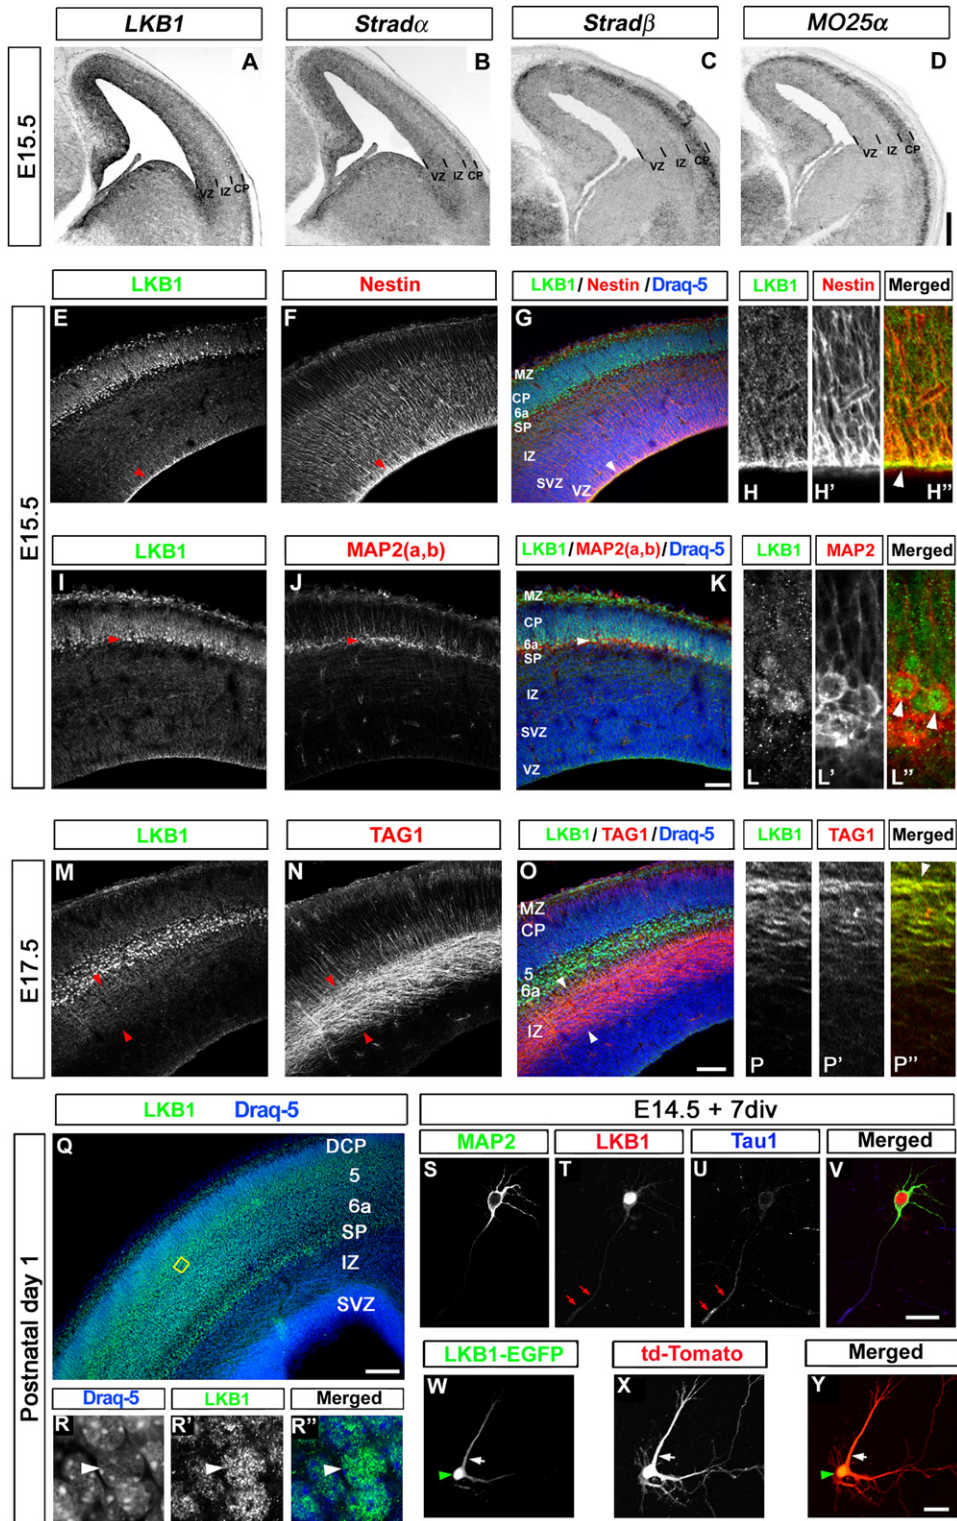 LKB1 Stradα Stradβ MO25α
E15.5
A B C D
VZ IZ CP VZ IZ CP VZ IZ CP VZ IZ CP
LKB1 Nestin LKB1/Nestin/Draq-5 LKB1 Nestin Merged
E15.5
E F G
MZ
CP
6a
SP
IZ
SVZ
VZ
H H' H''
LKB1 MAP2(a,b) LKB1/MAP2(a,b)/Draq-5 LKB1 MAP2 Merged
I J K
MZ
CP
6a
SP
IZ
SVZ
VZ
L L' L''
LKB1 TAG1 LKB1/TAG1/Draq-5 LKB1 TAG1 Merged
E17.5
M N O
MZ
CP
5
6a
IZ
P P' P''
LKB1 Draq-5
Postnatal day 1
Q
DCP
5
6a
SP
IZ
SVZ
Draq-5 LKB1 Merged
R R' R''
E14.5 + 7div
MAP2 LKB1 Tau1 Merged
S T U V
LKB1-EGFP td-Tomato Merged
W X Y